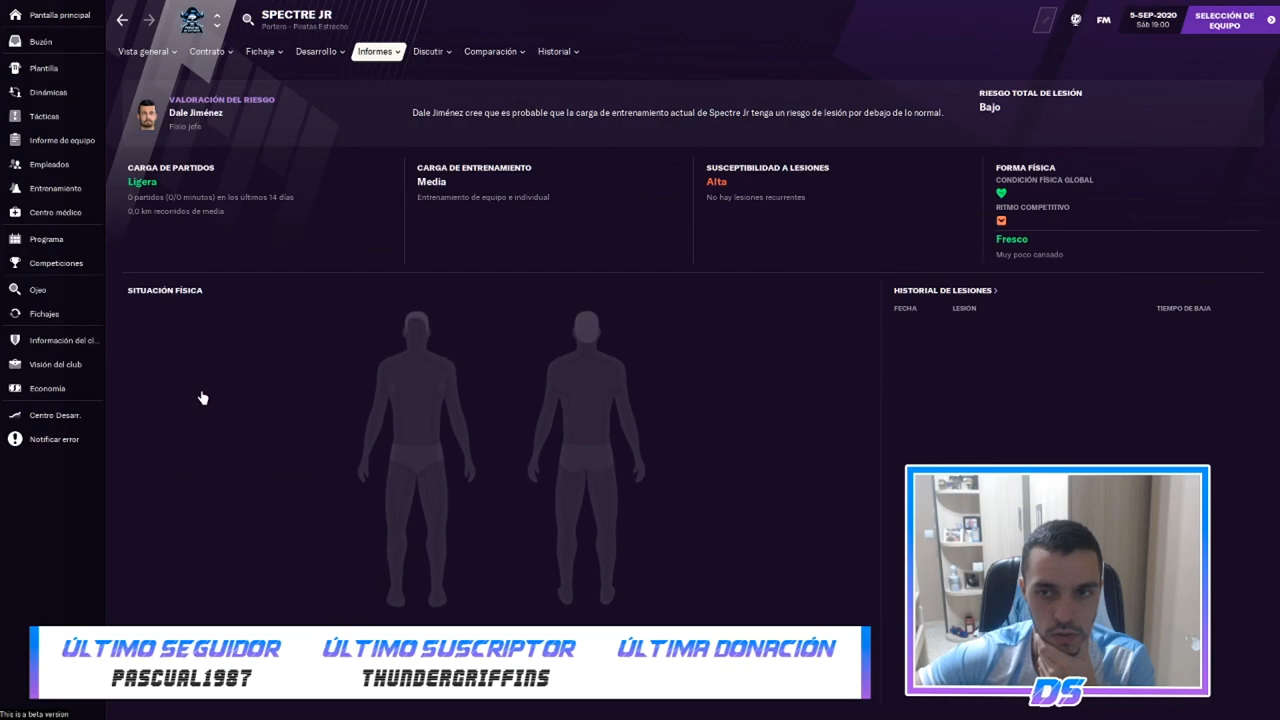 Pantalla principal
Buzón
Plantilla
Dinámicas
Tácticas
Informe de equipo
Empleados
Entrenamiento
Centro médico
Programa
Competiciones
Ojeo
Fichajes
Información del cl...
Visión del club
Economía
Centro Desarr.
Notificar error
This is a beta version
SPECTRE JR
Portero - Piratas Estrecho
FM
5-SEP-2020
Sáb 19:00
SELECCIÓN DE
EQUIPO
Vista general
Contrato
Fichaje
Desarrollo
Informes
Discutir
Comparación
Historial
VALORACIÓN DEL RIESGO
Dale Jiménez
Fisio jefe
Dale Jiménez cree que es probable que la carga de entrenamiento actual de Spectre Jr tenga un riesgo de lesión por debajo de lo normal.
RIESGO TOTAL DE LESIÓN
Bajo
CARGA DE PARTIDOS
Ligera
0 partidos (0/0 minutos) en los últimos 14 días
0,0 km recorridos de media
CARGA DE ENTRENAMIENTO
Media
Entrenamiento de equipo e individual
SUSCEPTIBILIDAD A LESIONES
Alta
No hay lesiones recurrentes
FORMA FÍSICA
CONDICIÓN FÍSICA GLOBAL
RITMO COMPETITIVO
Fresco
Muy poco cansado
SITUACIÓN FÍSICA
HISTORIAL DE LESIONES
FECHA
LESIÓN
TIEMPO DE BAJA
ÚLTIMO SEGUIDOR
PASCUAL1987
ÚLTIMO SUSCRIPTOR
THUNDERGRIFFINS
ÚLTIMA DONACIÓN
DS